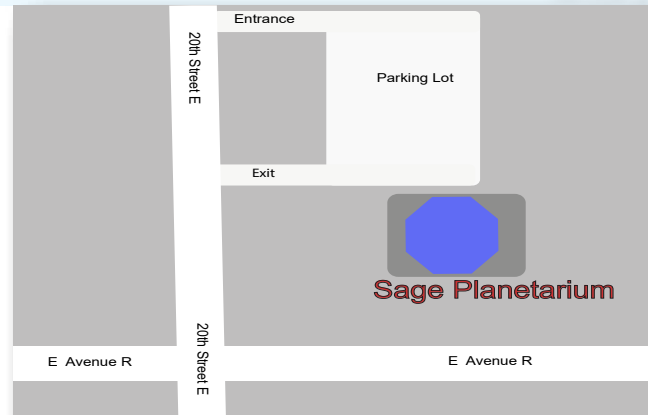 Entrance
20th Street E
Parking Lot
Exit
Sage Planetarium
20th Street E
E Avenue R
E Avenue R